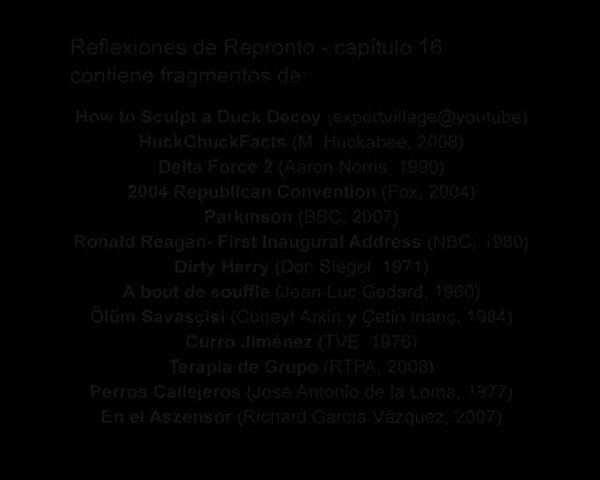 Reflexiones de Repronto - capítulo 16
contiene fragmentos de:
How to Sculpt a Duck Decoy (expertvillage@youtube)
HuckChuckFacts (M. Huckabee, 2008)
Delta Force 2 (Aaron Norris, 1990)
2004 Republican Convention (Fox, 2004)
Parkinson (BBC, 2007)
Ronald Reagan- First Inaugural Address (NBC, 1980)
Dirty Harry (Don Siegel, 1971)
A bout de souffle (Jean-Luc Godard, 1960)
Ölüm Savasçisi (Cüneyt Arkin y Çetin Inanç, 1984)
Curro Jiménez (TVE, 1976)
Terapia de Grupo (RTPA, 2008)
Perros Callejeros (Jose Antonio de la Loma, 1977)
En el Aszensor (Richard García Vázquez, 2007)